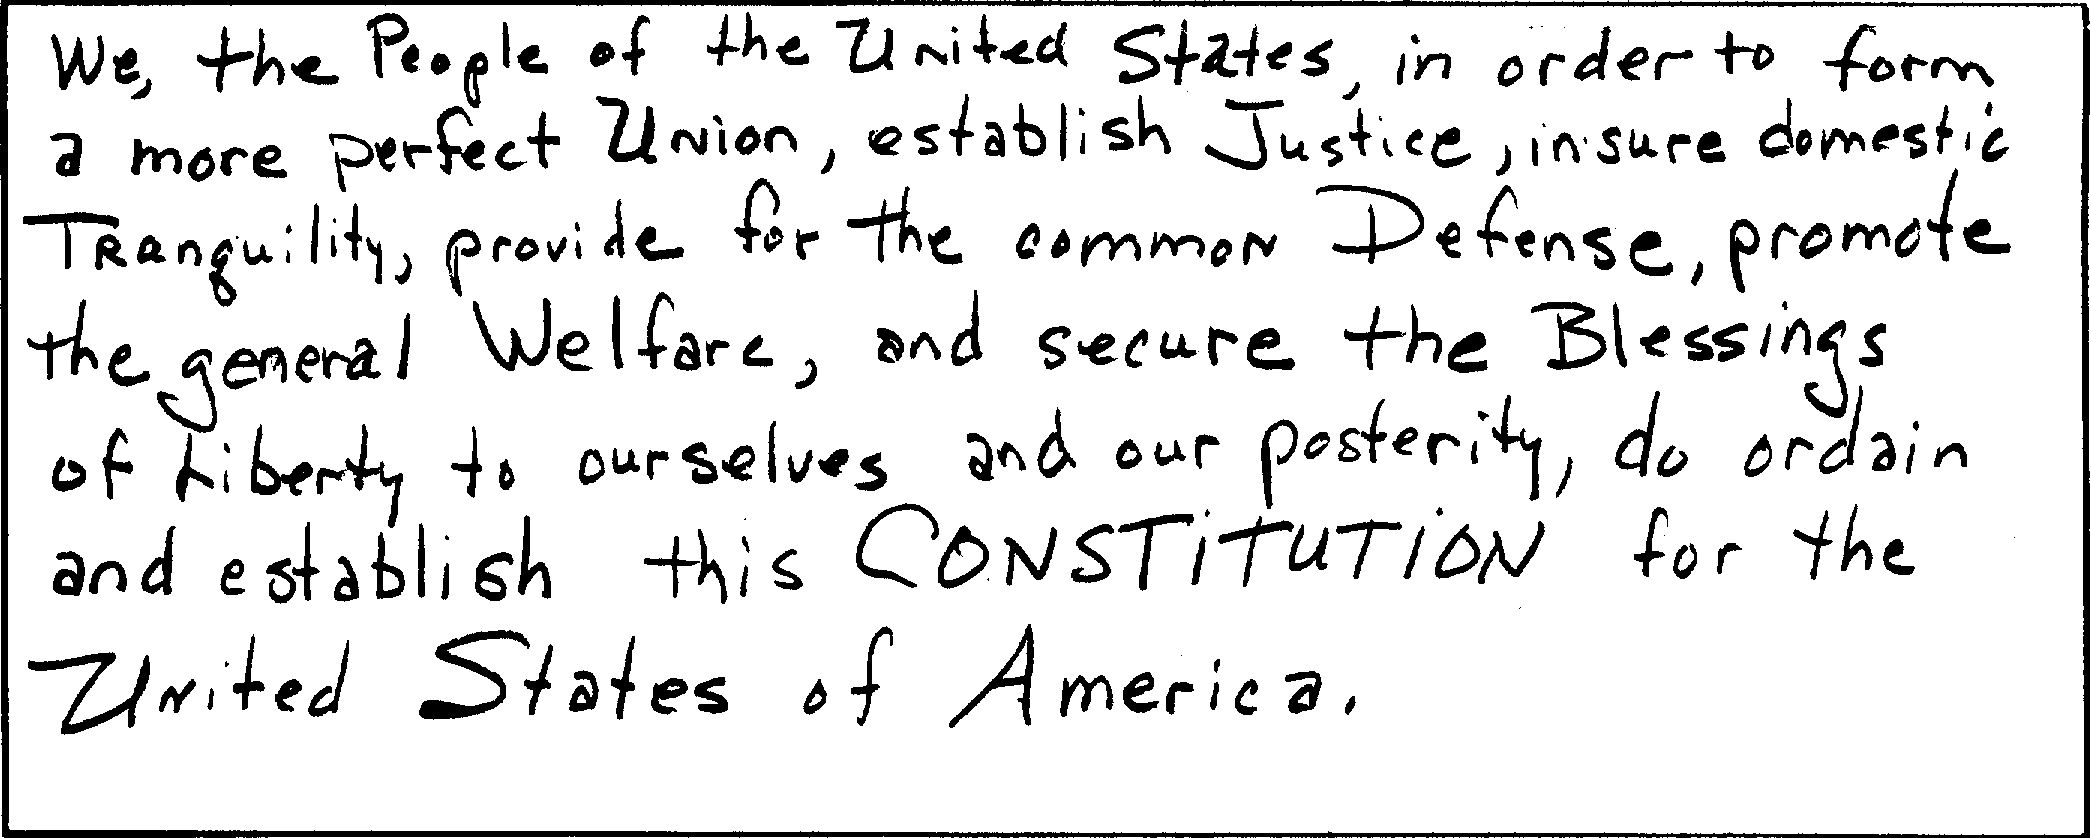 We, the People of the United States, in order to form
a more perfect Union, establish Justice, insure domestic
Tranquility, provide for the common Defense, promote
the general Welfare, and secure the Blessings
of Liberty to ourselves and our posterity, do ordain
and establish this CONSTITUTION for the
United States of America.